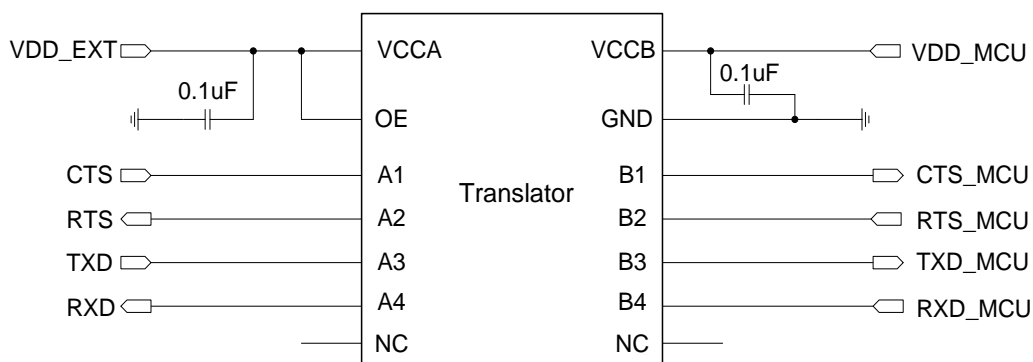 VDD_EXT VCCA VCCB VDD_MCU
0.1uF 0.1uF
OE GND
CTS A1 B1 CTS_MCU
Translator
RTS A2 B2 RTS_MCU
TXD A3 B3 TXD_MCU
RXD A4 B4 RXD_MCU
NC NC